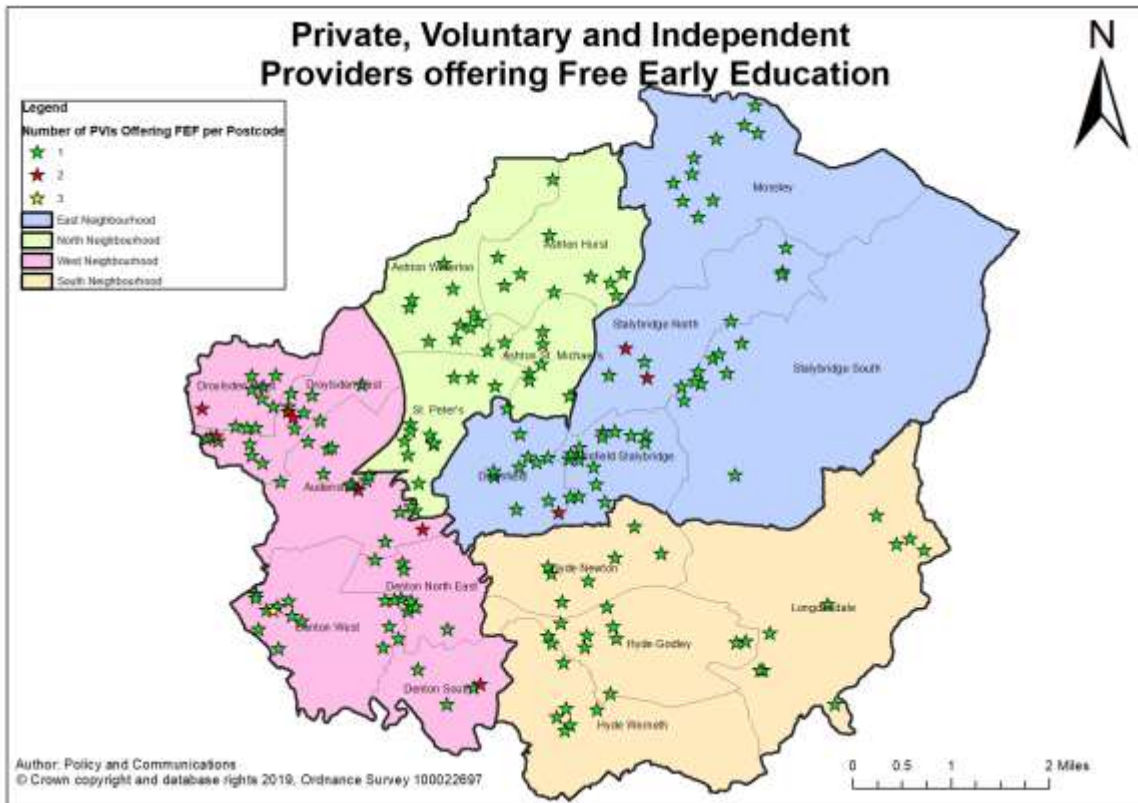 Private, Voluntary and Independent
Providers offering Free Early Education
N
Legend
Number of PVIs Offering FEF per Postcode
1
2
3
East Neighbourhood
North Neighbourhood
West Neighbourhood
South Neighbourhood
Mossley
Ashton Hurst
Ashton Waterloo
Stalybridge North
Ashton St. Michael's
Stalybridge South
Droylsden East
St. Peter's
Stalybridge
Hyde Newton
Denton North East
Longdendale
Denton West
Hyde Godley
Denton South
Hyde Werneth
Author: Policy and Communications
© Crown copyright and database rights 2019, Ordnance Survey 100022697
0 0.5 1 2 Miles